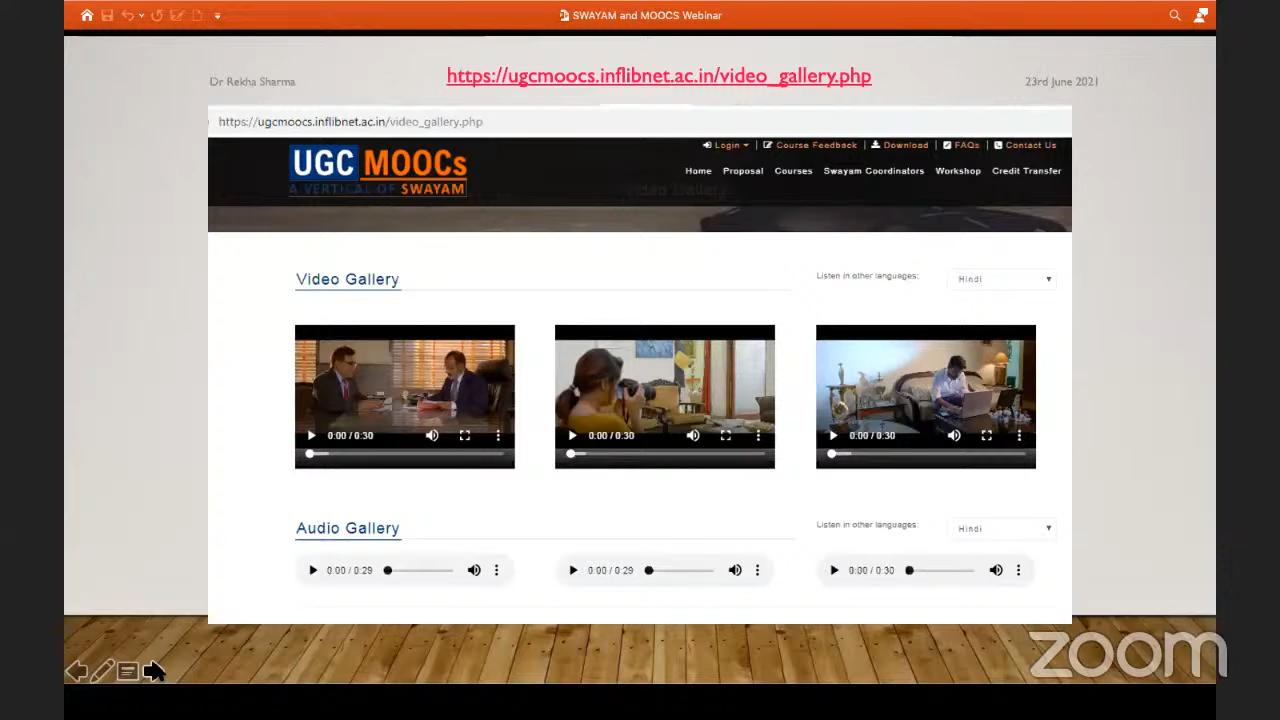 SWAYAM and MOOCS Webinar
Dr Rekha Sharma
https://ugcmoocs.inflibnet.ac.in/video_gallery.php
23rd June 2021
https://ugcmoocs.inflibnet.ac.in/video_gallery.php
Login | Course Feedback | Download | FAQs | Contact Us
UGC MOOCs
A VERTICAL OF SWAYAM
Home Proposal Courses Swayam Coordinators Workshop Credit Transfer
Video Gallery
Video Gallery
Listen in other languages: Hindi
0:00 / 0:30
0:00 / 0:30
0:00 / 0:30
Audio Gallery
Listen in other languages: Hindi
0:00 / 0:29
0:00 / 0:29
0:00 / 0:30
zoom